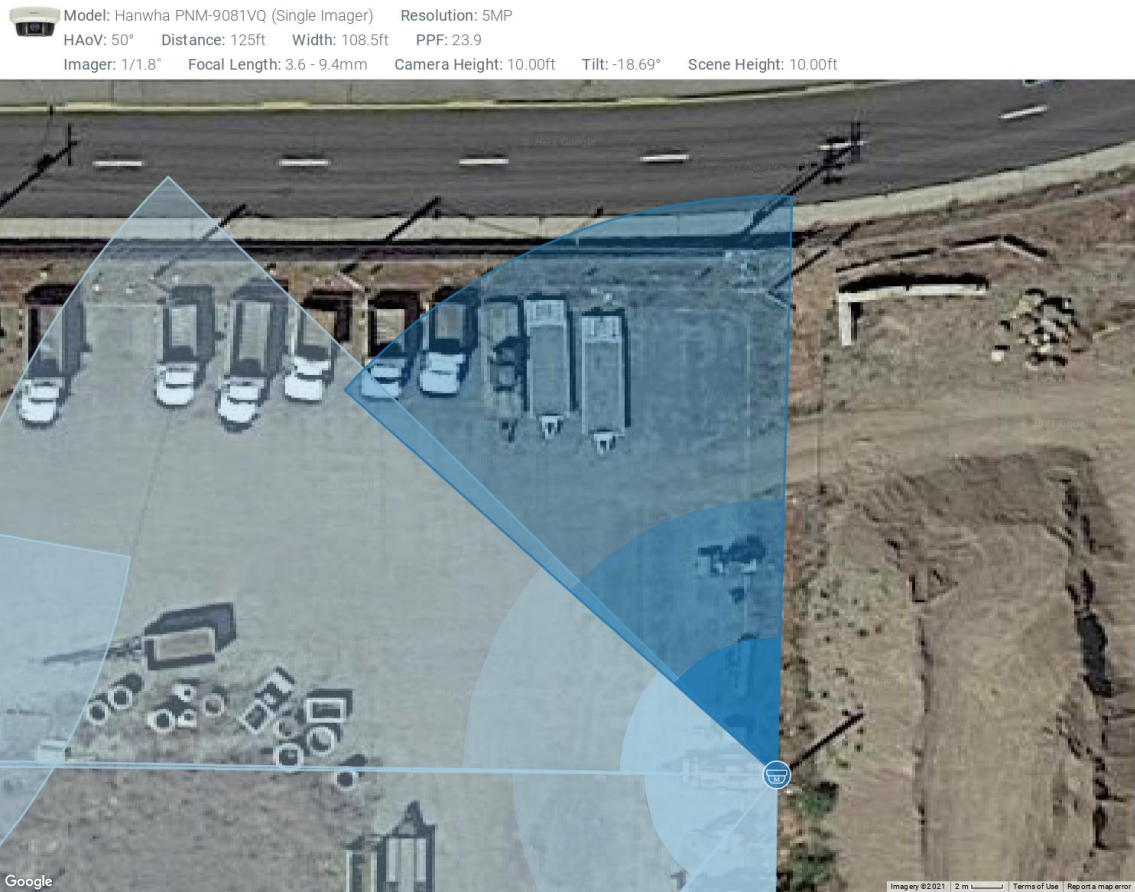 Model: Hanwha PNM-9081VQ (Single Imager) Resolution: 5MP
HAoV: 50° Distance: 125ft Width: 108.5ft PPF: 23.9
Imager: 1/1.8" Focal Length: 3.6 - 9.4mm Camera Height: 10.00ft Tilt: -18.69° Scene Height: 10.00ft
M
Google
Imagery ©2021 2 m Terms of Use Report a map error